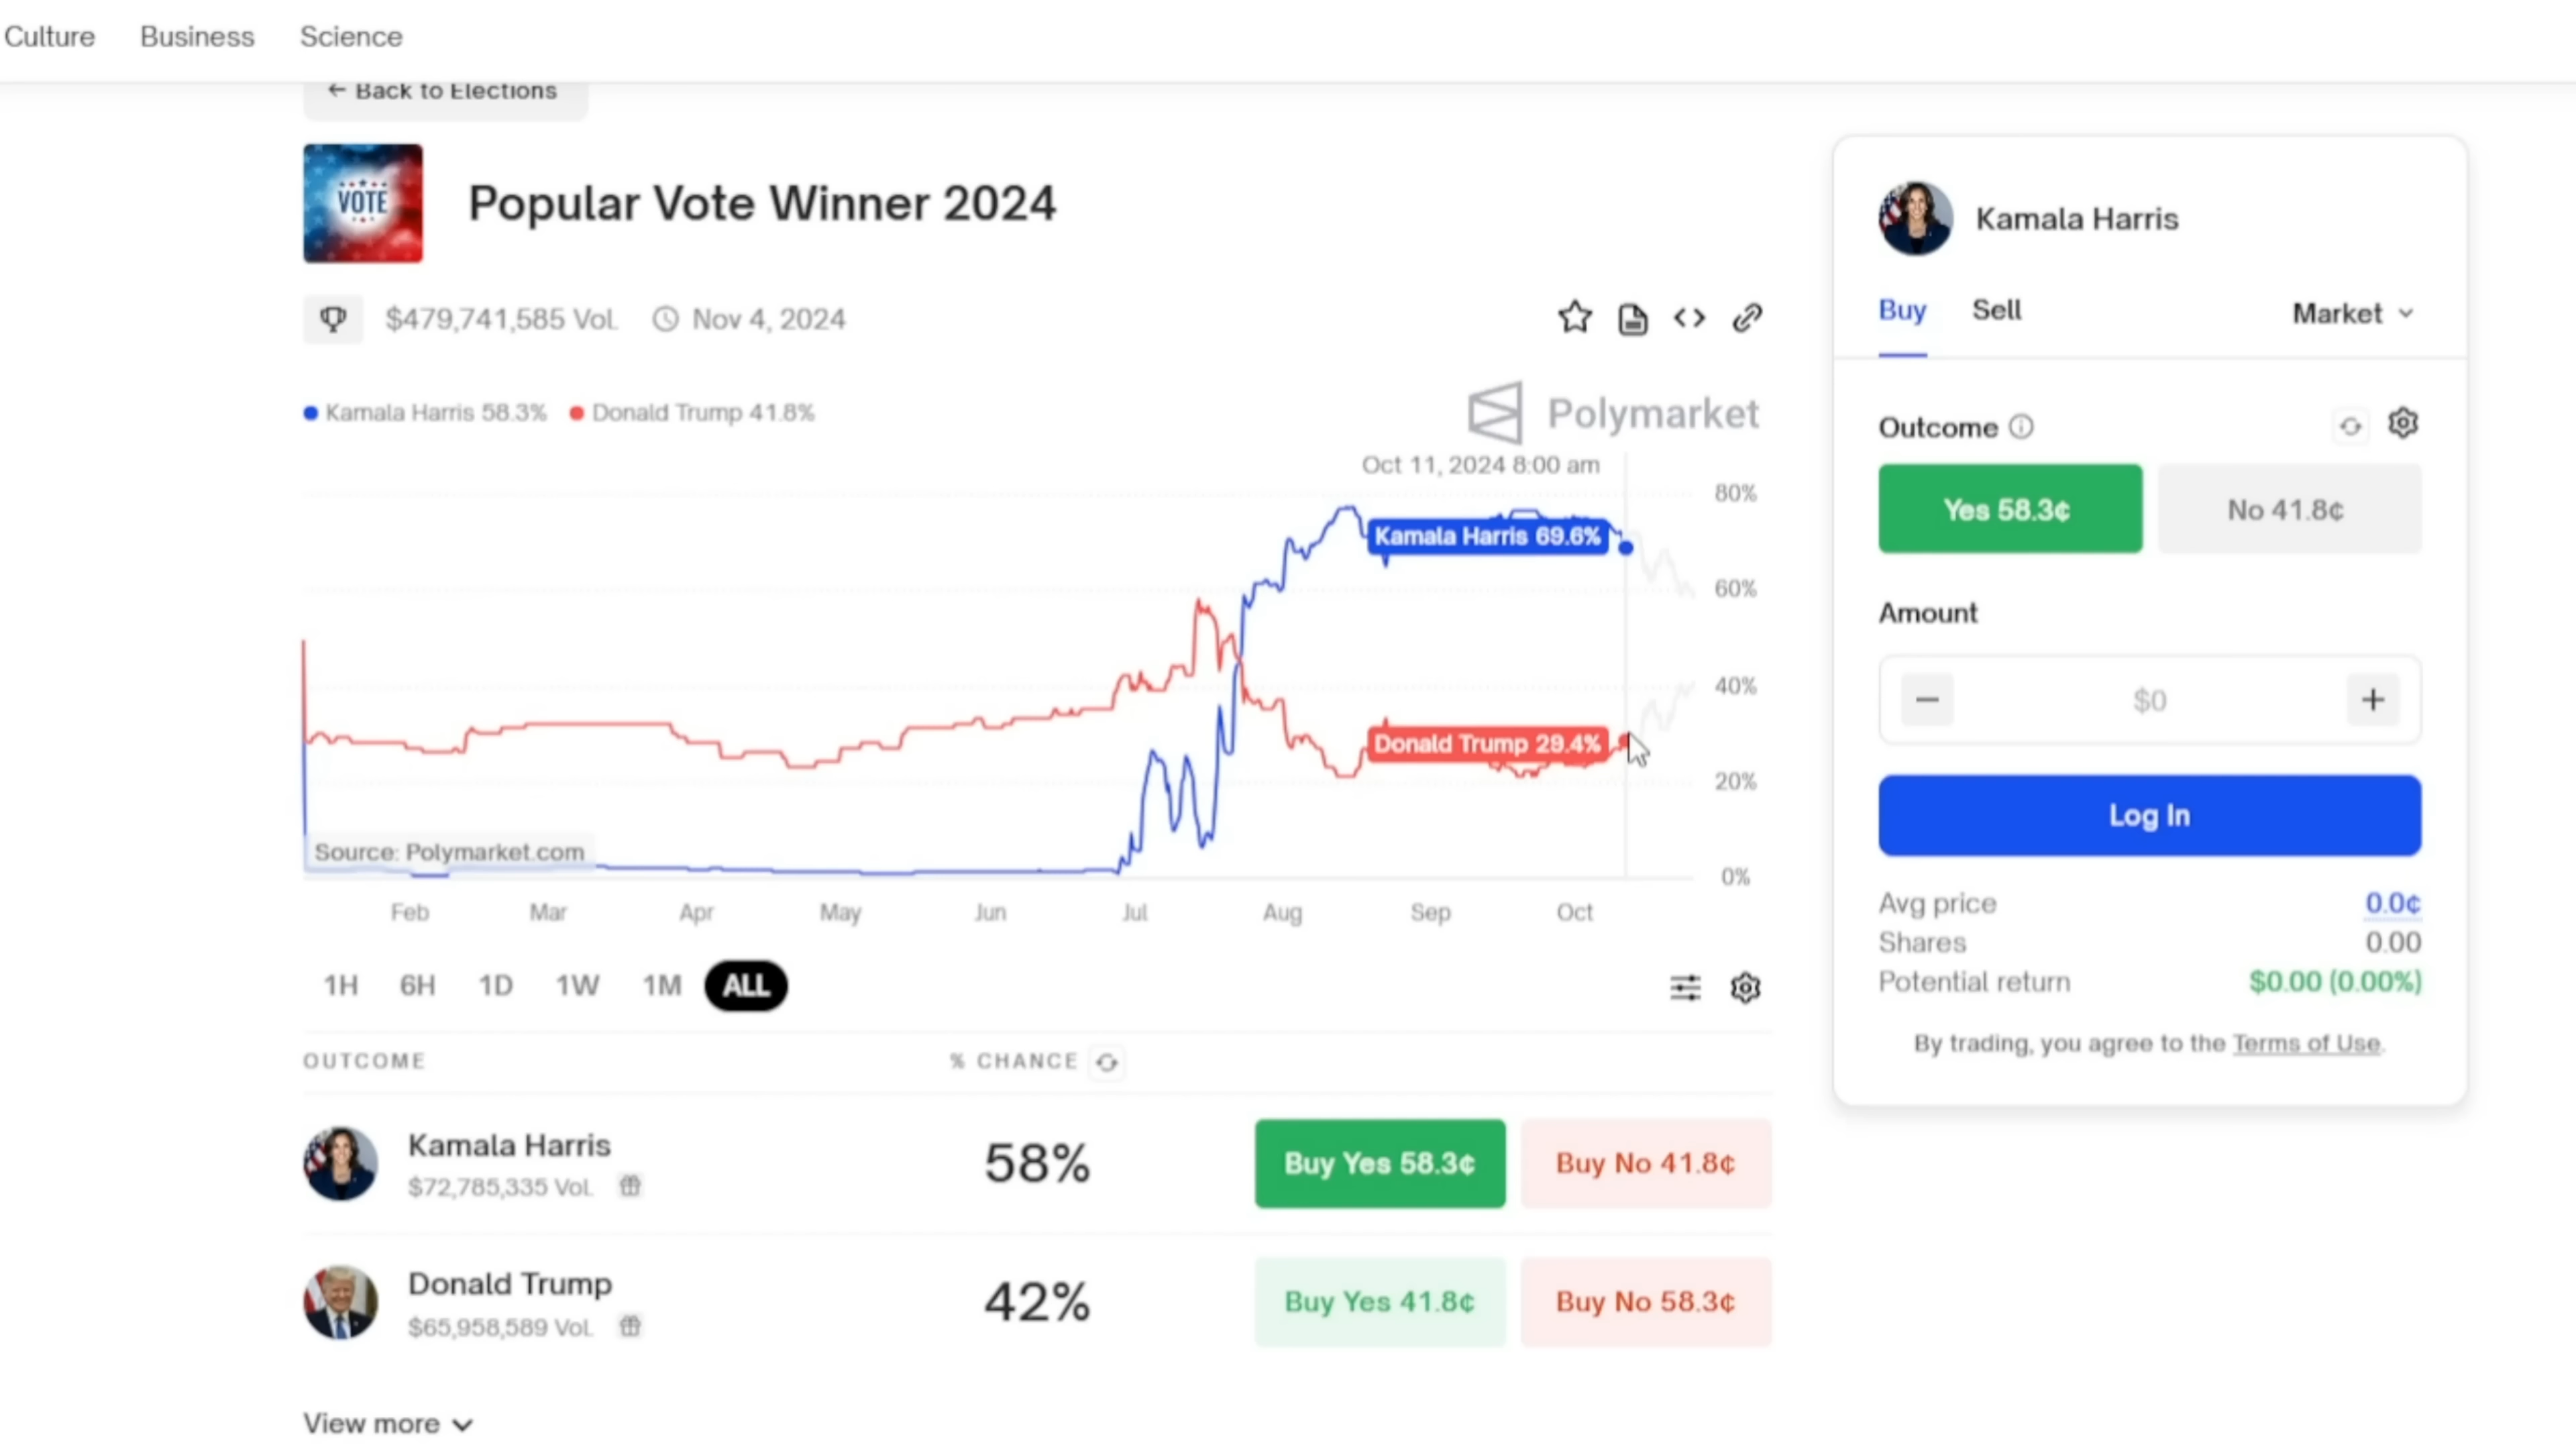 Culture Business Science
← Back to Elections
VOTE
Popular Vote Winner 2024
$479,741,585 Vol. Nov 4, 2024
Kamala Harris 58.3% Donald Trump 41.8%
Polymarket
Oct 11, 2024 8:00 am
80%
Kamala Harris 69.6%
60%
40%
Donald Trump 29.4%
20%
Source: Polymarket.com
0%
Feb Mar Apr May Jun Jul Aug Sep Oct
1H 6H 1D 1W 1M ALL
OUTCOME % CHANCE
Kamala Harris
$72,785,335 Vol.
58%
Buy Yes 58.3¢ Buy No 41.8¢
Donald Trump
$65,958,589 Vol.
42%
Buy Yes 41.8¢ Buy No 58.3¢
View more
Kamala Harris
Buy Sell Market
Outcome
Yes 58.3¢ No 41.8¢
Amount
− $0 +
Log In
Avg price 0.0¢
Shares 0.00
Potential return $0.00 (0.00%)
By trading, you agree to the Terms of Use.